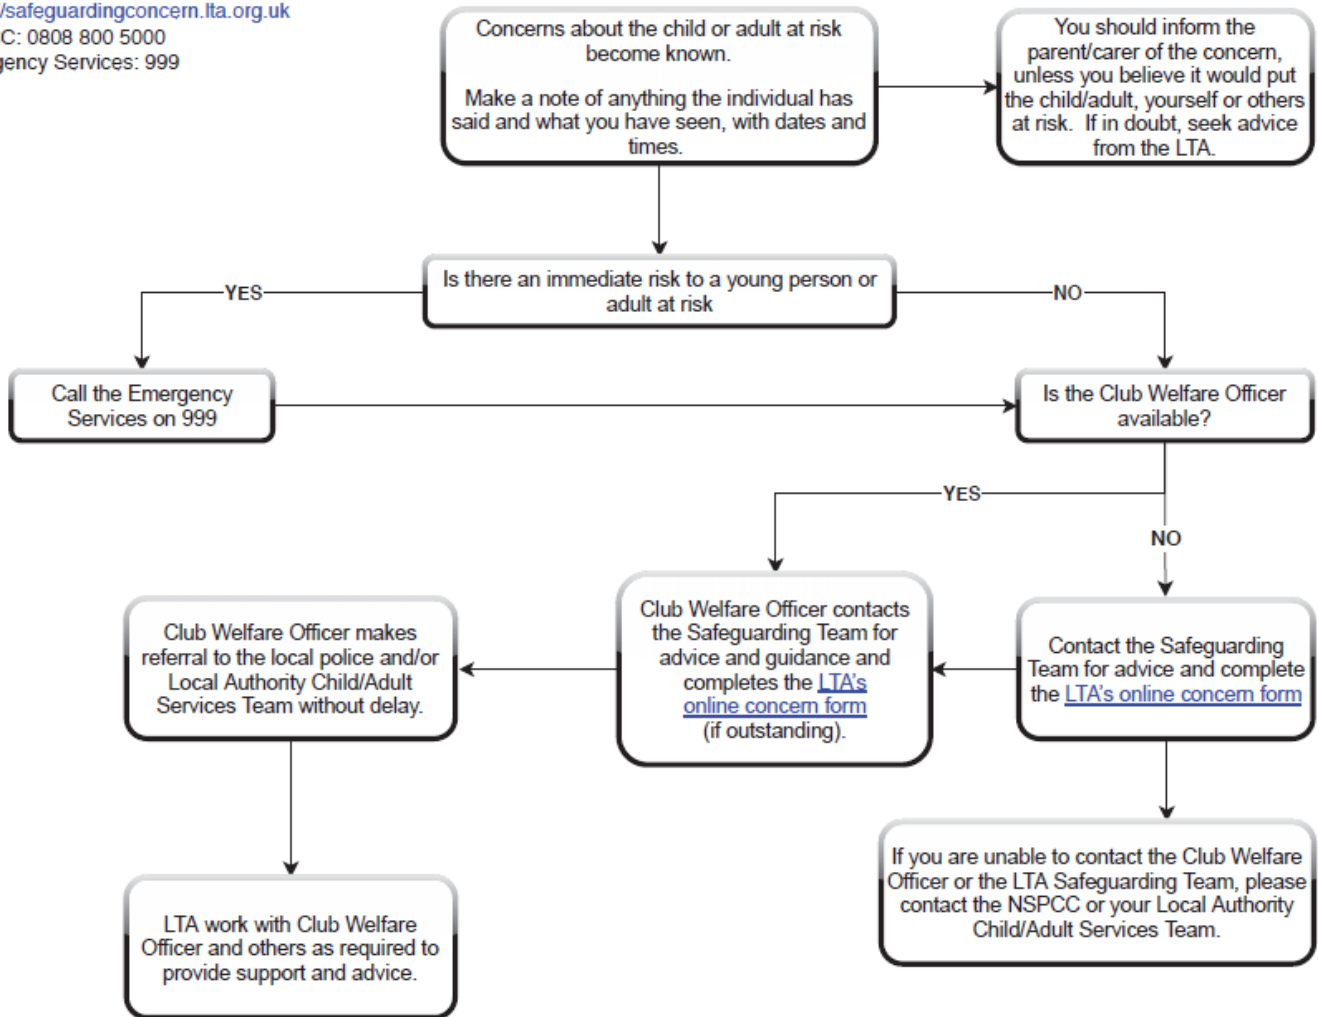 /safeguardingconcern.lta.org.uk
C: 0808 800 5000
gency Services: 999
Concerns about the child or adult at risk
become known.
Make a note of anything the individual has
said and what you have seen, with dates and
times.
You should inform the
parent/carer of the concern,
unless you believe it would put
the child/adult, yourself or others
at risk. If in doubt, seek advice
from the LTA.
Is there an immediate risk to a young person or
adult at risk
YES
NO
Call the Emergency
Services on 999
Is the Club Welfare Officer
available?
YES
NO
Club Welfare Officer makes
referral to the local police and/or
Local Authority Child/Adult
Services Team without delay.
Club Welfare Officer contacts
the Safeguarding Team for
advice and guidance and
completes the LTA's
online concern form
(if outstanding).
Contact the Safeguarding
Team for advice and complete
the LTA's online concern form
If you are unable to contact the Club Welfare
Officer or the LTA Safeguarding Team, please
contact the NSPCC or your Local Authority
Child/Adult Services Team.
LTA work with Club Welfare
Officer and others as required to
provide support and advice.